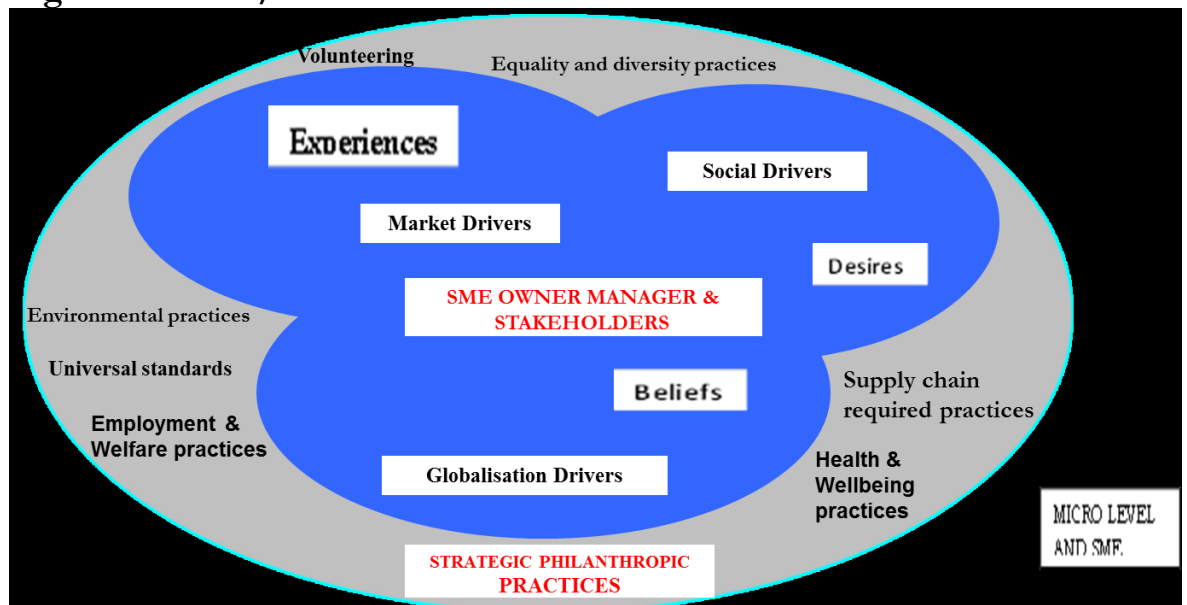 Volunteering
Equality and diversity practices
Experiences
Social Drivers
Market Drivers
Desires
SME OWNER MANAGER &
STAKEHOLDERS
Environmental practices
Universal standards
Beliefs
Supply chain
required practices
Employment &
Welfare practices
Globalisation Drivers
Health &
Wellbeing
practices
MICRO LEVEL
AND SME.
STRATEGIC PHILANTHROPIC
PRACTICES